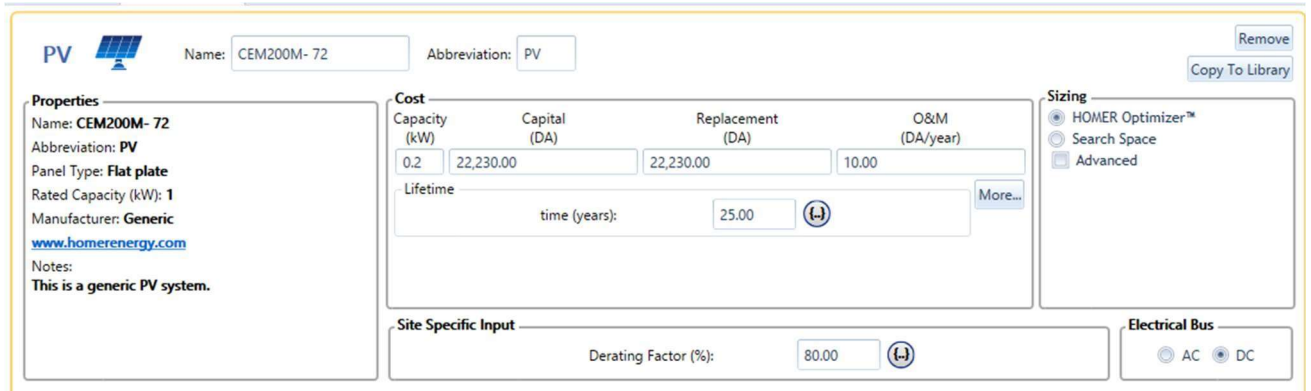 PV
Name: CEM200M- 72
Abbreviation: PV
Remove
Copy To Library
Properties
Name: CEM200M- 72
Abbreviation: PV
Panel Type: Flat plate
Rated Capacity (kW): 1
Manufacturer: Generic
www.homerenergy.com
Notes:
This is a generic PV system.
Cost
Capacity (kW) Capital (DA) Replacement (DA) O&M (DA/year)
0.2 22,230.00 22,230.00 10.00
Lifetime
time (years): 25.00 {..}
More...
Sizing
HOMER Optimizer™
Search Space
Advanced
Site Specific Input
Derating Factor (%): 80.00 {..}
Electrical Bus
AC DC